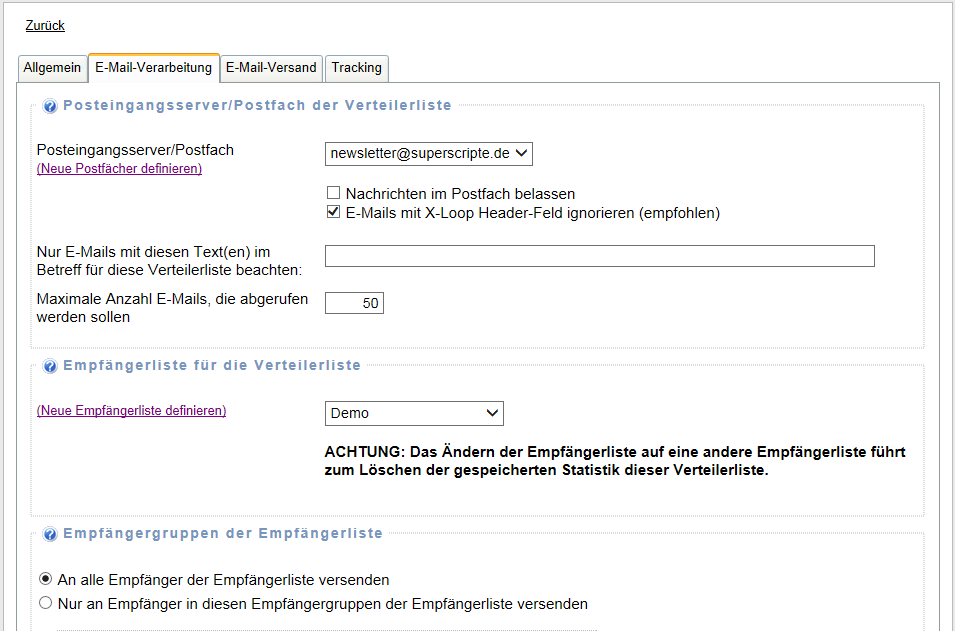 Zurück
Allgemein E-Mail-Verarbeitung E-Mail-Versand Tracking
Posteingangsserver/Postfach der Verteilerliste
Posteingangsserver/Postfach newsletter@superscripte.de
(Neue Postfächer definieren)
Nachrichten im Postfach belassen
E-Mails mit X-Loop Header-Feld ignorieren (empfohlen)
Nur E-Mails mit diesen Text(en) im
Betreff für diese Verteilerliste beachten:
Maximale Anzahl E-Mails, die abgerufen 50
werden sollen
Empfängerliste für die Verteilerliste
(Neue Empfängerliste definieren) Demo
ACHTUNG: Das Ändern der Empfängerliste auf eine andere Empfängerliste führt
zum Löschen der gespeicherten Statistik dieser Verteilerliste.
Empfängergruppen der Empfängerliste
An alle Empfänger der Empfängerliste versenden
Nur an Empfänger in diesen Empfängergruppen der Empfängerliste versenden